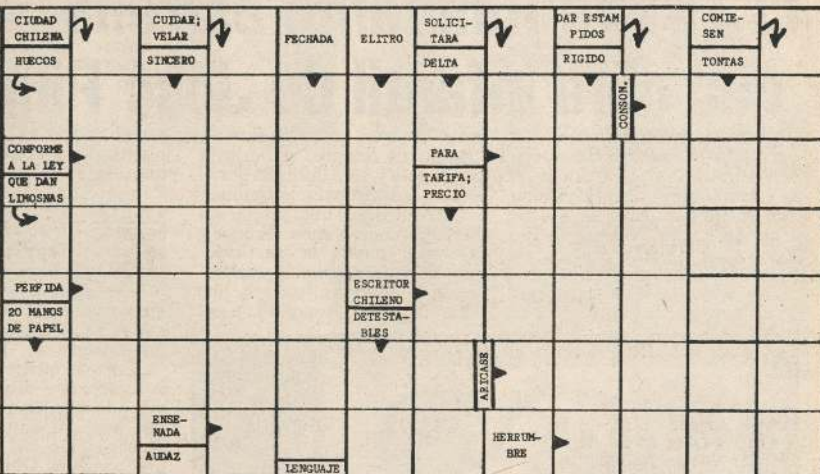 CIUDAD
CHILENA
HUECOS
CUIDAR;
VELAR
SINCERO
FECHADA
ELITRO
SOLICI-
TARA
DELTA
DAR ESTAM
PIDOS
RIGIDO
COMIE-
SEN
TONTAS
CONSON.
CONFORME
A LA LEY
QUE DAN
LIMOSNAS
PARA
TARIFA;
PRECIO
PERFIDA
20 MANOS
DE PAPEL
ESCRITOR
CHILENO
DETESTA-
BLES
ARICASE
ENSE-
NADA
AUDAZ
HERRUM-
BRE
LENGUAJE